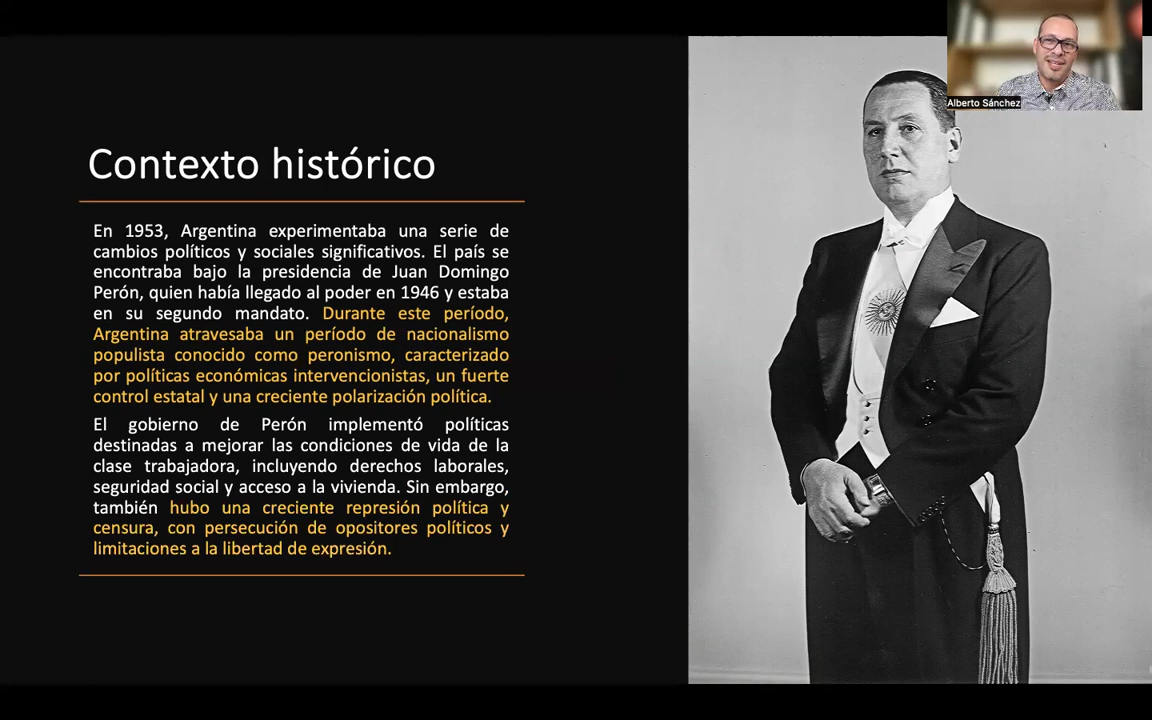 Alberto Sánchez
Contexto histórico
En 1953, Argentina experimentaba una serie de
cambios políticos y sociales significativos. El país se
encontraba bajo la presidencia de Juan Domingo
Perón, quien había llegado al poder en 1946 y estaba
en su segundo mandato. Durante este período,
Argentina atravesaba un período de nacionalismo
populista conocido como peronismo, caracterizado
por políticas económicas intervencionistas, un fuerte
control estatal y una creciente polarización política.
El gobierno de Perón implementó políticas
destinadas a mejorar las condiciones de vida de la
clase trabajadora, incluyendo derechos laborales,
seguridad social y acceso a la vivienda. Sin embargo,
también hubo una creciente represión política y
censura, con persecución de opositores políticos y
limitaciones a la libertad de expresión.